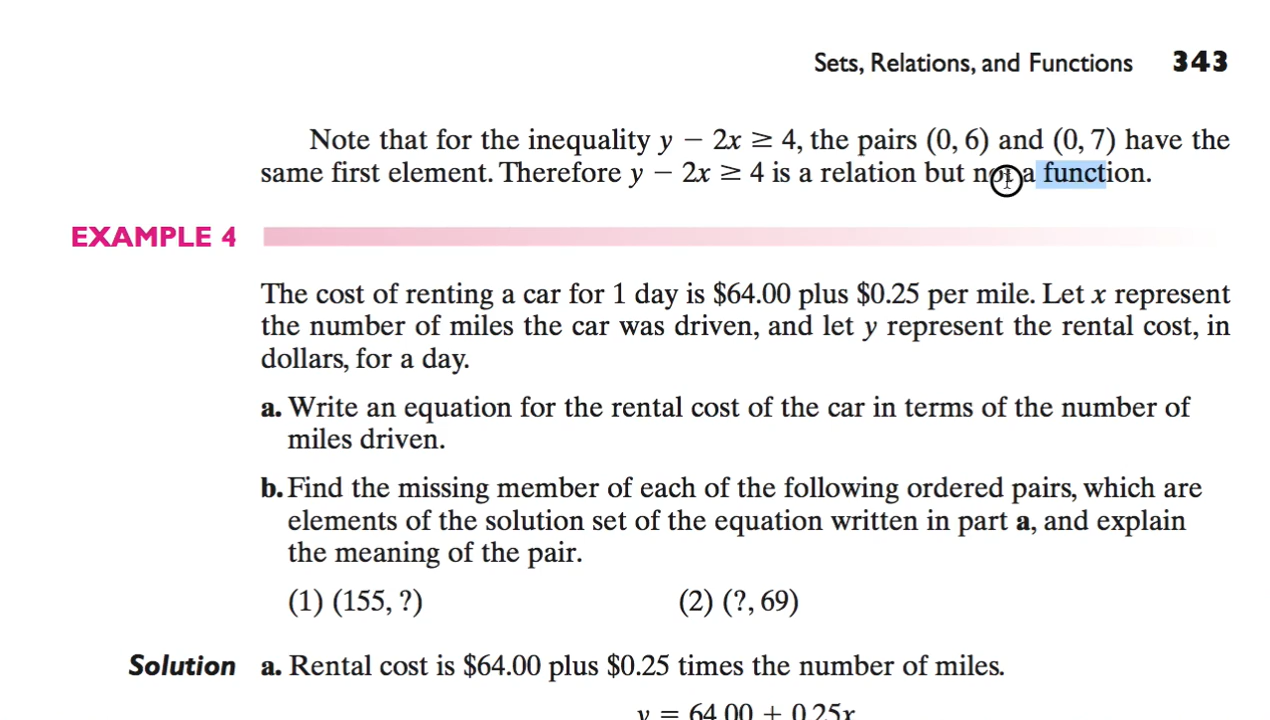 Sets, Relations, and Functions 343
Note that for the inequality y − 2x ≥ 4, the pairs (0, 6) and (0, 7) have the
same first element. Therefore y − 2x ≥ 4 is a relation but not a function.
EXAMPLE 4
The cost of renting a car for 1 day is $64.00 plus $0.25 per mile. Let x represent
the number of miles the car was driven, and let y represent the rental cost, in
dollars, for a day.
a. Write an equation for the rental cost of the car in terms of the number of
miles driven.
b. Find the missing member of each of the following ordered pairs, which are
elements of the solution set of the equation written in part a, and explain
the meaning of the pair.
(1) (155, ?) (2) (?, 69)
Solution a. Rental cost is $64.00 plus $0.25 times the number of miles.
y = 64.00 + 0.25x